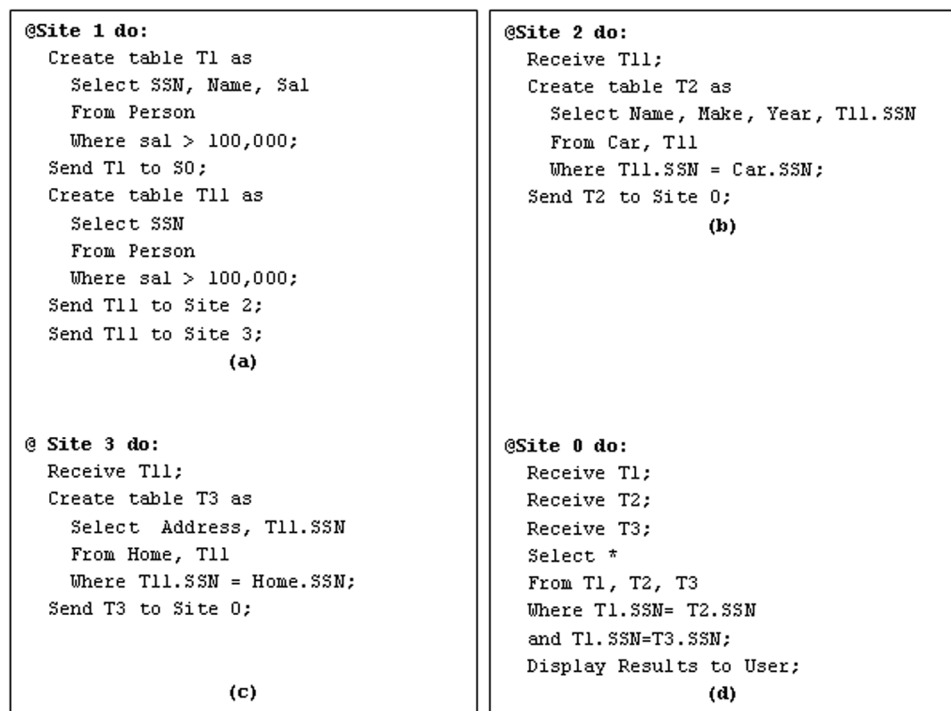 @Site 1 do:
Create table T1 as
Select SSN, Name, Sal
From Person
Where sal > 100,000;
Send T1 to S0;
Create table T11 as
Select SSN
From Person
Where sal > 100,000;
Send T11 to Site 2;
Send T11 to Site 3;
(a)
@Site 2 do:
Receive T11;
Create table T2 as
Select Name, Make, Year, T11.SSN
From Car, T11
Where T11.SSN = Car.SSN;
Send T2 to Site 0;
(b)
@ Site 3 do:
Receive T11;
Create table T3 as
Select Address, T11.SSN
From Home, T11
Where T11.SSN = Home.SSN;
Send T3 to Site 0;
(c)
@Site 0 do:
Receive T1;
Receive T2;
Receive T3;
Select *
From T1, T2, T3
Where T1.SSN= T2.SSN
and T1.SSN=T3.SSN;
Display Results to User;
(d)